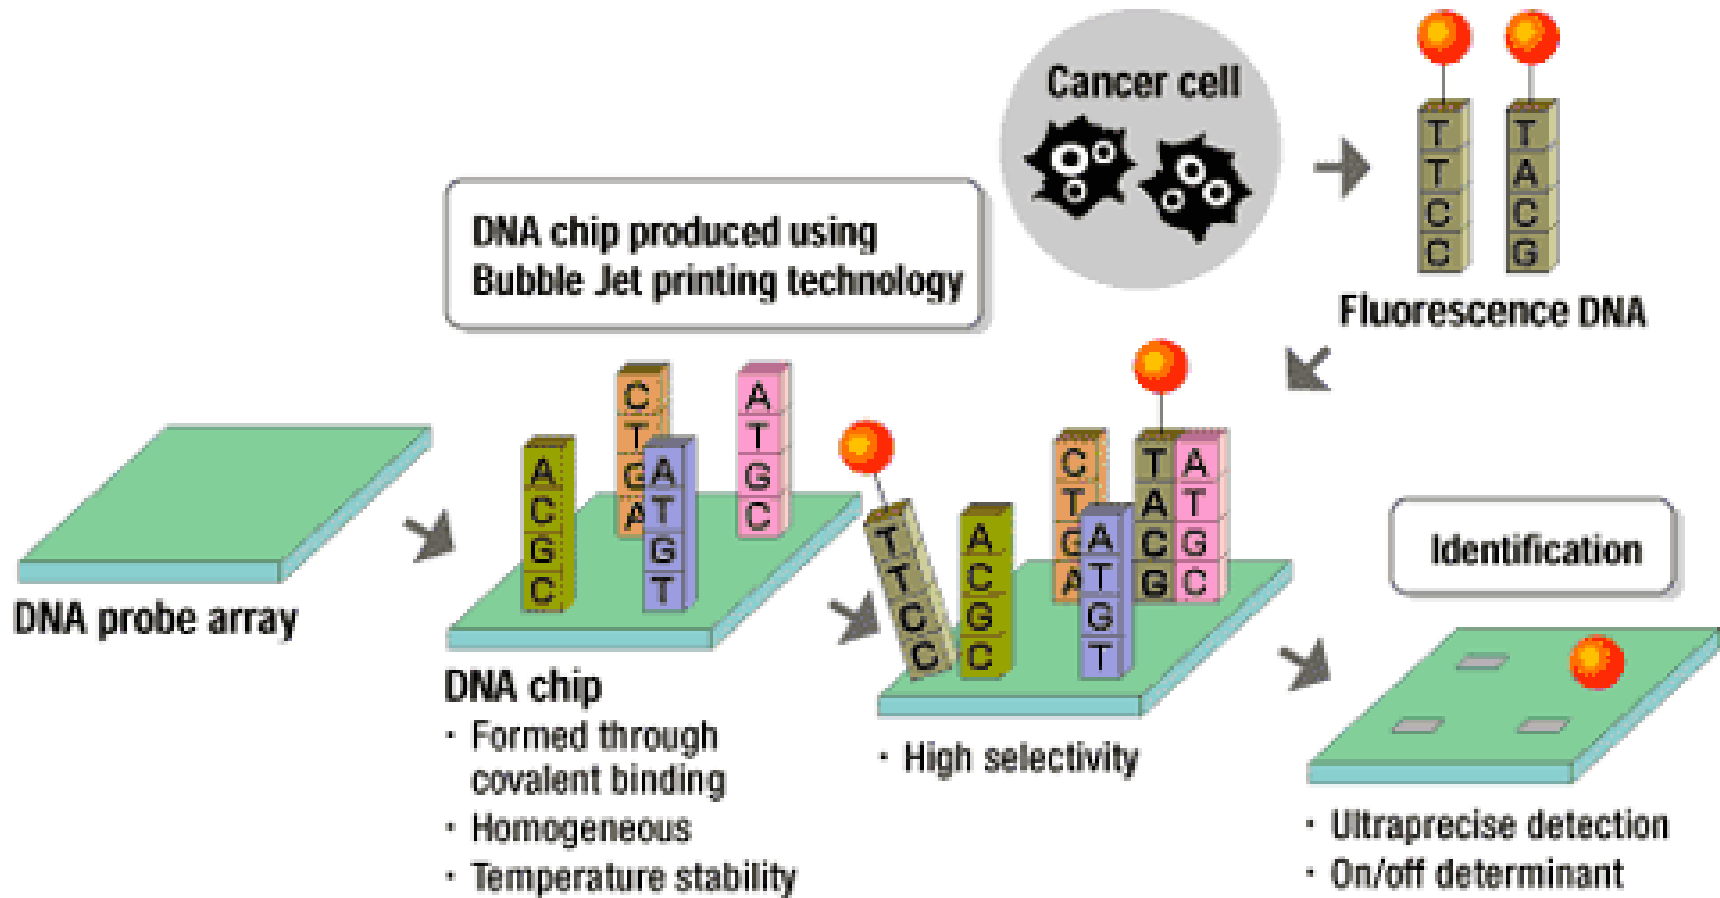 Cancer cell
T
T
C
C
T
A
C
G
Fluorescence DNA
DNA chip produced using
Bubble Jet printing technology
DNA probe array
A
C
G
C
C
T
G
A
A
T
G
T
A
T
G
C
DNA chip
· Formed through
covalent binding
· Homogeneous
· Temperature stability
T
T
C
C
A
C
G
C
C
T
G
A
A
T
G
T
T
A
C
G
A
T
G
C
· High selectivity
Identification
· Ultraprecise detection
· On/off determinant